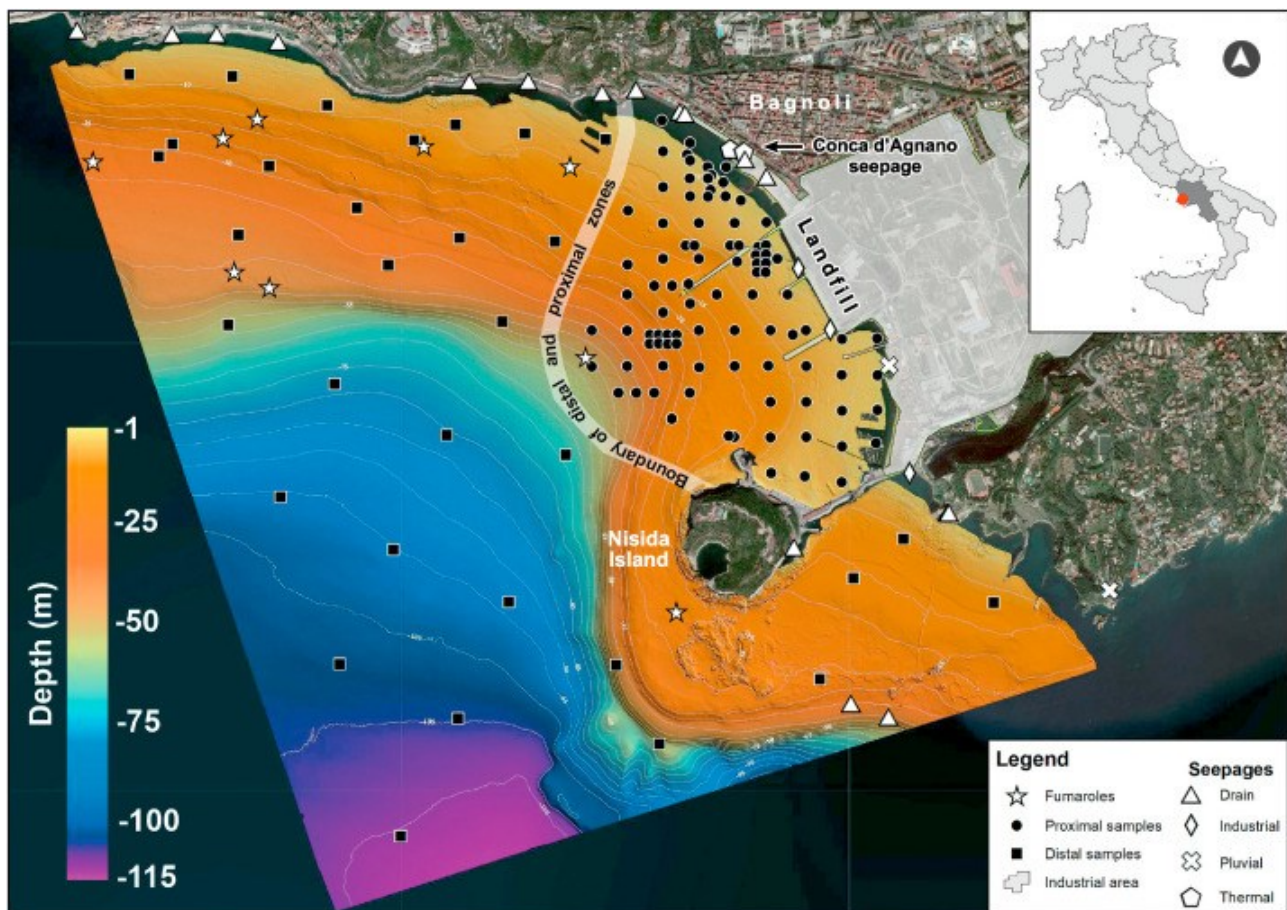 Bagnoli
Conca d'Agnano
seepage
Landfill
Boundary of distal and proximal zones
Nisida
Island
Depth (m)
-1
-25
-50
-75
-100
-115
Legend
Fumaroles
Proximal samples
Distal samples
Industrial area
Seepages
Drain
Industrial
Pluvial
Thermal